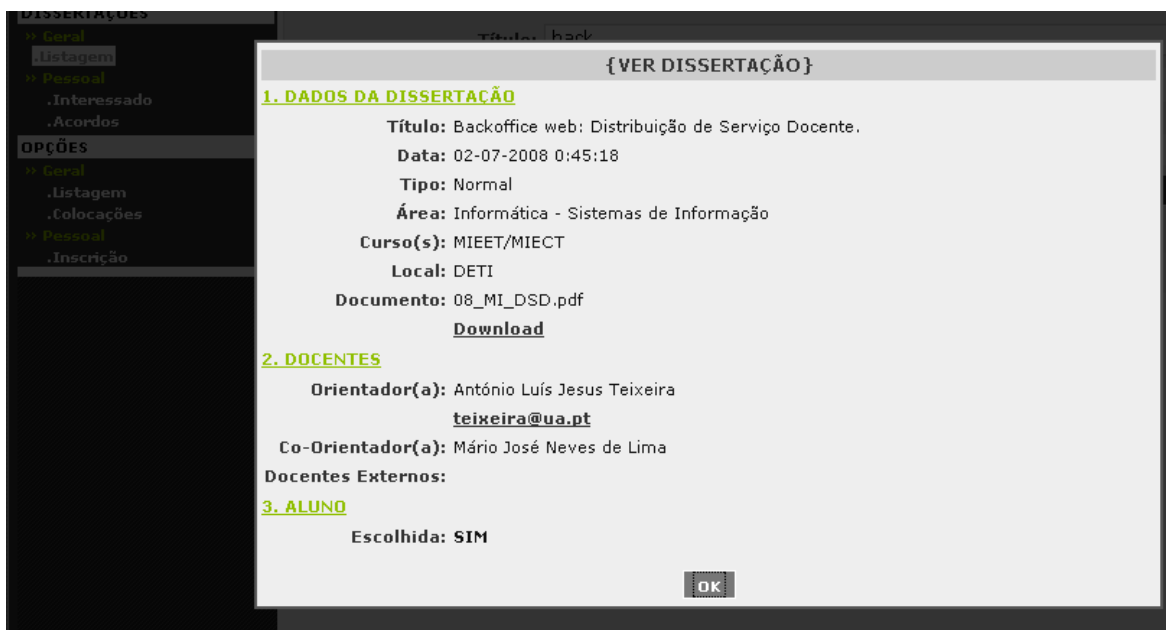 DISSERTAÇÕES
» Geral
.Listagem
» Pessoal
.Interessado
.Acordos
OPÇÕES
» Geral
.Listagem
.Colocações
» Pessoal
.Inscrição
Título: back
{VER DISSERTAÇÃO}
1. DADOS DA DISSERTAÇÃO
Título: Backoffice web: Distribuição de Serviço Docente.
Data: 02-07-2008 0:45:18
Tipo: Normal
Área: Informática - Sistemas de Informação
Curso(s): MIEET/MIECT
Local: DETI
Documento: 08_MI_DSD.pdf
Download
2. DOCENTES
Orientador(a): António Luís Jesus Teixeira
teixeira@ua.pt
Co-Orientador(a): Mário José Neves de Lima
Docentes Externos:
3. ALUNO
Escolhida: SIM
OK